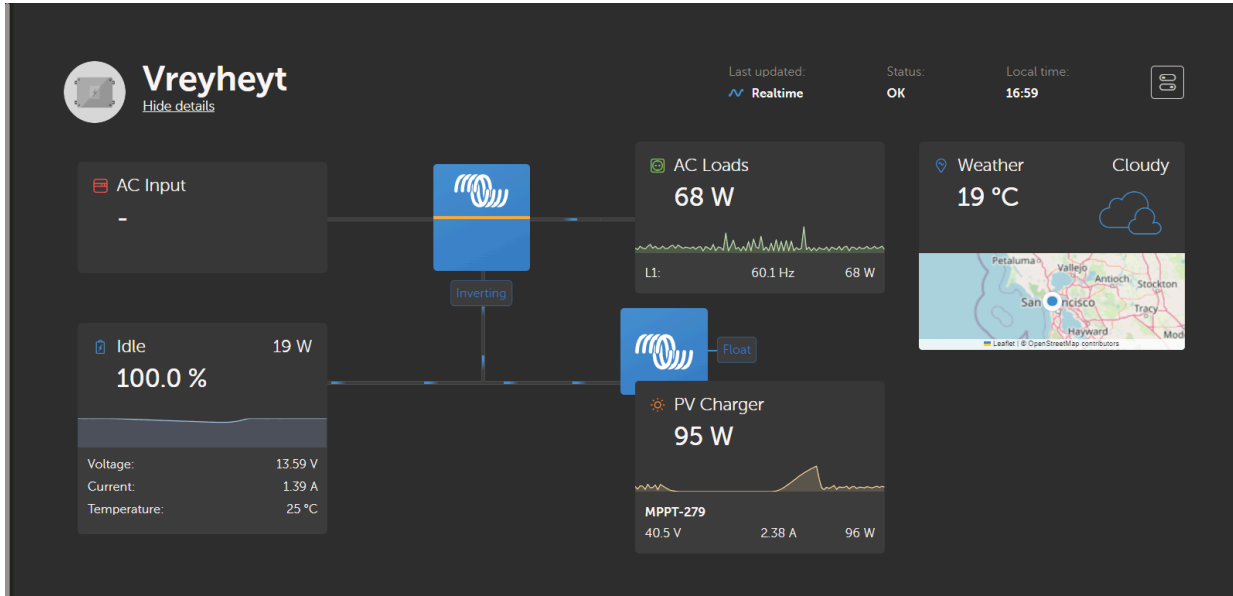 Vreyheyt
Hide details
Last updated:
Realtime
Status:
OK
Local time:
16:59
AC Input
-
Inverting
AC Loads
68 W
L1: 60.1 Hz 68 W
Weather Cloudy
19 °C
Petaluma
Vallejo
Antioch
Stockton
San ncisco
Tracy
Hayward
Mod
Leaflet | © OpenStreetMap contributors
Idle 19 W
100.0 %
Voltage: 13.59 V
Current: 1.39 A
Temperature: 25 °C
Float
PV Charger
95 W
MPPT-279
40.5 V 2.38 A 96 W